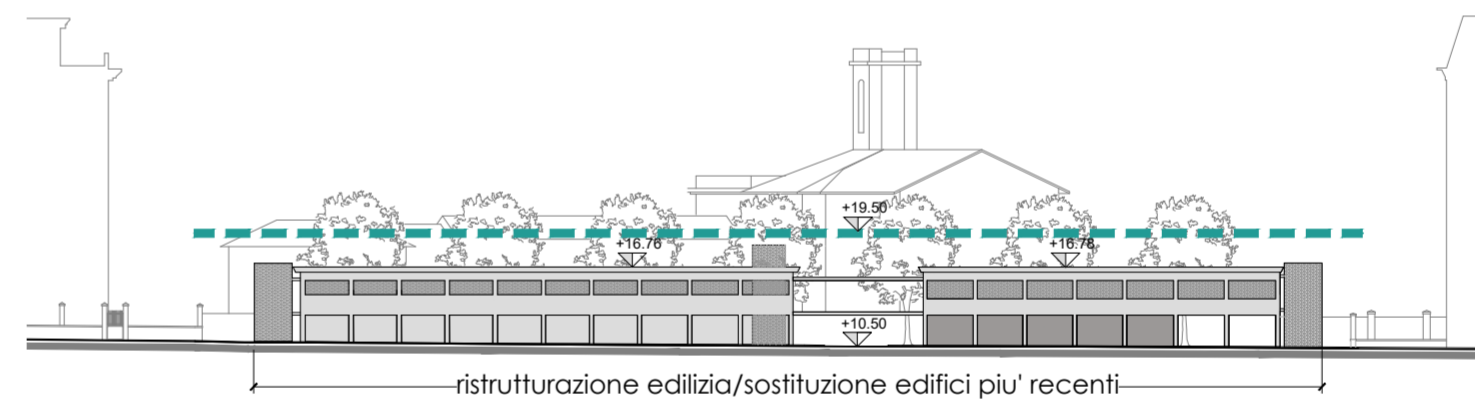 +19.50
+16.76
+16.78
+10.50
ristrutturazione edilizia/sostituzione edifici piu' recenti